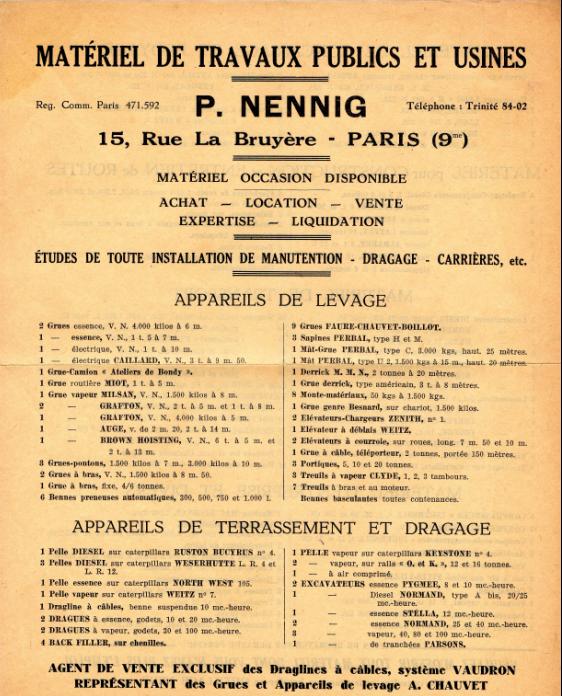 MATÉRIEL DE TRAVAUX PUBLICS ET USINES
Reg. Comm. Paris 471.592
P. NENNIG
Téléphone : Trinité 84-02
15, Rue La Bruyère - PARIS (9me)
MATÉRIEL OCCASION DISPONIBLE
ACHAT — LOCATION — VENTE
EXPERTISE — LIQUIDATION
ÉTUDES DE TOUTE INSTALLATION DE MANUTENTION - DRAGAGE - CARRIÈRES, etc.
APPAREILS DE LEVAGE
2 Grues essence, V. N. 4.000 kilos à 6 m.
1 — essence, V. N., 1 t. 5 à 7 m.
1 — électrique, V. N., 1 t. à 10 m.
1 — électrique CAILLARD, V. N., 3 t. à 9 m. 50.
1 Grue-Camion « Ateliers de Bondy ».
1 Grue routière MIOT, 1 t. à 5 m.
1 Grue vapeur MILSAN, V. N., 1.500 kilos à 8 m.
2 — GRAFTON, V. N., 2 t. à 5 m. et 1 t. à 8 m.
1 — GRAFTON, V. N., 4.000 kilos à 5 m.
1 — AUGE, v. de 2 m. 20, 2 t. à 14 m.
1 — BROWN HOISTING, V. N., 6 t. à 5 m. et
2 t. à 13 m.
3 Grues-pontons, 1.500 kilos à 7 m., 3.000 kilos à 10 m.
2 Grues à bras, V. N., 1.500 kilos à 8 m. 50.
1 Grue à bras, fixe, 4/6 tonnes.
6 Bennes preneuses automatiques, 300, 500, 750 et 1.000 l.
9 Grues FAURE-CHAUVET-BOILLOT.
3 Sapines PERBAL, type H et M.
1 Mât-Grue PERBAL, type C, 3.000 kgs, haut. 25 mètres.
1 Mât PERBAL, type U 2, 1.500 kgs à 15 m., haut. 20 mètres.
1 Derrick M. M. N., 2 tonnes à 20 mètres.
1 Grue derrick, type américain, 3 t. à 8 mètres.
8 Monte-matériaux, 50 kgs à 1.500 kgs.
1 Grue genre Besnard, sur chariot, 1.500 kilos.
2 Elévateurs-Chargeurs ZENITH, n° 1.
1 Elévateur à déblais WEITZ.
2 Elévateurs à courroie, sur roues, long. 7 m. 50 et 10 m.
1 Grue à câble, téléporteur, 2 tonnes, portée 150 mètres.
3 Portiques, 5, 10 et 20 tonnes.
3 Treuils à vapeur CLYDE, 1, 2, 3 tambours.
7 Treuils à bras et au moteur.
Bennes basculantes toutes contenances.
APPAREILS DE TERRASSEMENT ET DRAGAGE
1 Pelle DIESEL sur caterpillars RUSTON BUCYRUS n° 4.
3 Pelles DIESEL sur caterpillars WESERHUTTE L. R. 4 et
L. R. 12.
1 Pelle essence sur caterpillars NORTH WEST 105.
1 Pelle vapeur sur caterpillars WEITZ n° 7.
1 Dragline à câbles, benne suspendue 10 mc.-heure.
2 DRAGUES à essence, godets, 10 et 20 mc.-heure.
2 DRAGUES à vapeur, godets, 30 et 100 mc.-heure.
4 BACK FILLER, sur chenilles.
1 PELLE vapeur sur caterpillars KEYSTONE n° 4.
2 — vapeur, sur rails « O. et K. », 12 et 16 tonnes.
1 — à air comprimé.
2 EXCAVATEURS essence PYGMEE, 8 et 10 mc.-heure.
1 — Diesel NORMAND, type A bis, 20/25
mc.-heure.
1 — essence STELLA, 12 mc.-heure.
2 — essence NORMAND, 25 et 40 mc.-heure.
3 — vapeur, 40, 80 et 100 mc.-heure.
— de tranchées PARSONS.
AGENT DE VENTE EXCLUSIF des Draglines à câbles, système VAUDRON
REPRÉSENTANT des Grues et Appareils de levage A. CHAUVET